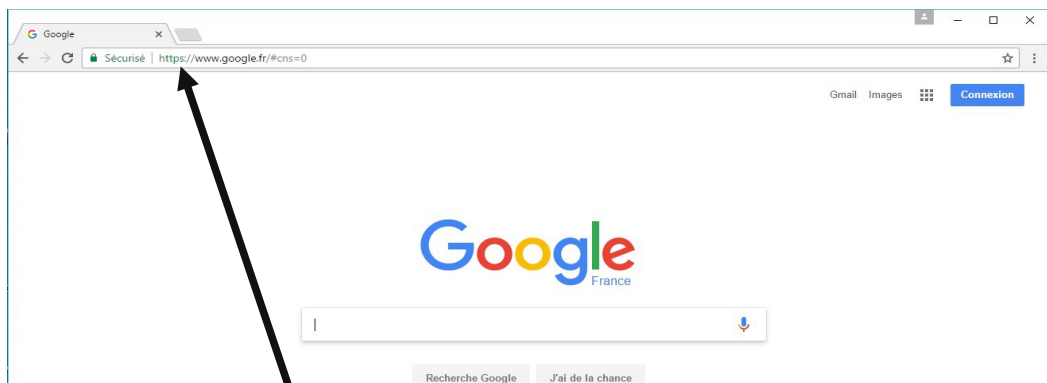 Google
Sécurisé | https://www.google.fr/#cns=0
Gmail Images Connexion
Google
France
Recherche Google J'ai de la chance